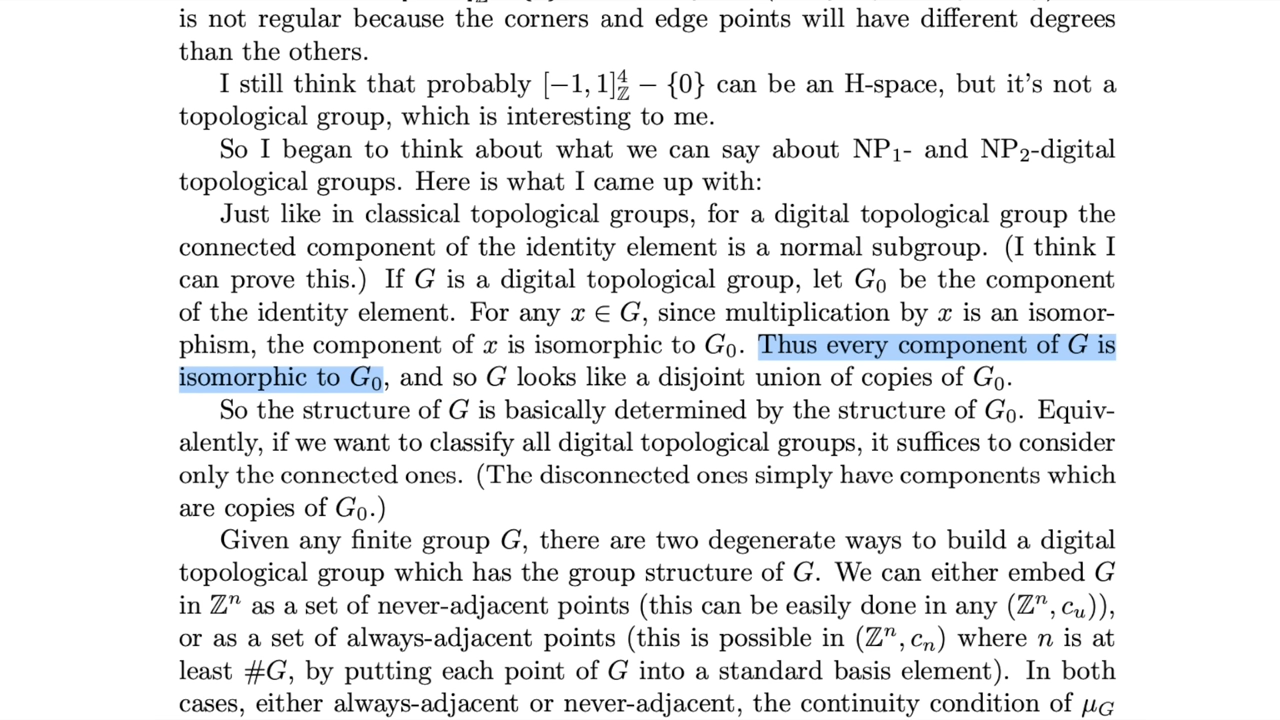 is not regular because the corners and edge points will have different degrees
than the others.
I still think that probably [−1, 1]⁴_ℤ − {0} can be an H-space, but it's not a
topological group, which is interesting to me.
So I began to think about what we can say about NP₁- and NP₂-digital
topological groups. Here is what I came up with:
Just like in classical topological groups, for a digital topological group the
connected component of the identity element is a normal subgroup. (I think I
can prove this.) If G is a digital topological group, let G₀ be the component
of the identity element. For any x ∈ G, since multiplication by x is an isomor-
phism, the component of x is isomorphic to G₀. Thus every component of G is
isomorphic to G₀, and so G looks like a disjoint union of copies of G₀.
So the structure of G is basically determined by the structure of G₀. Equiv-
alently, if we want to classify all digital topological groups, it suffices to consider
only the connected ones. (The disconnected ones simply have components which
are copies of G₀.)
Given any finite group G, there are two degenerate ways to build a digital
topological group which has the group structure of G. We can either embed G
in ℤⁿ as a set of never-adjacent points (this can be easily done in any (ℤⁿ, cᵤ)),
or as a set of always-adjacent points (this is possible in (ℤⁿ, cₙ) where n is at
least #G, by putting each point of G into a standard basis element). In both
cases, either always-adjacent or never-adjacent, the continuity condition of μ_G